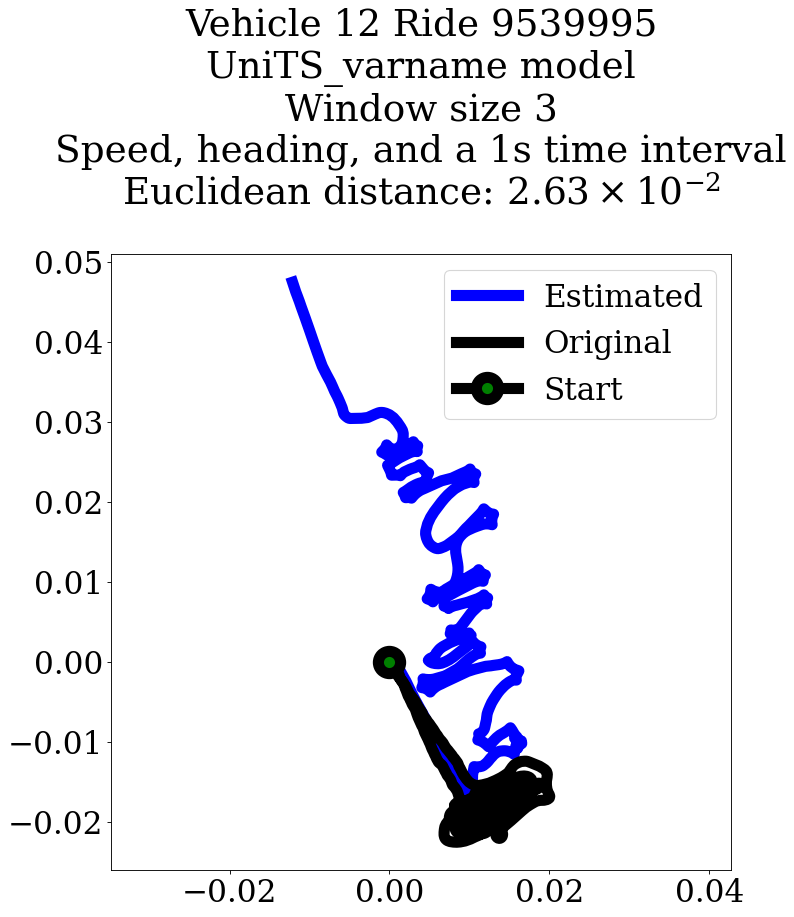 Vehicle 12 Ride 9539995
UniTS_varname model
Window size 3
Speed, heading, and a 1s time interval
Euclidean distance: 2.63 × 10⁻²
0.05
0.04
0.03
0.02
0.01
0.00
−0.01
−0.02
Estimated
Original
Start
−0.02
0.00
0.02
0.04